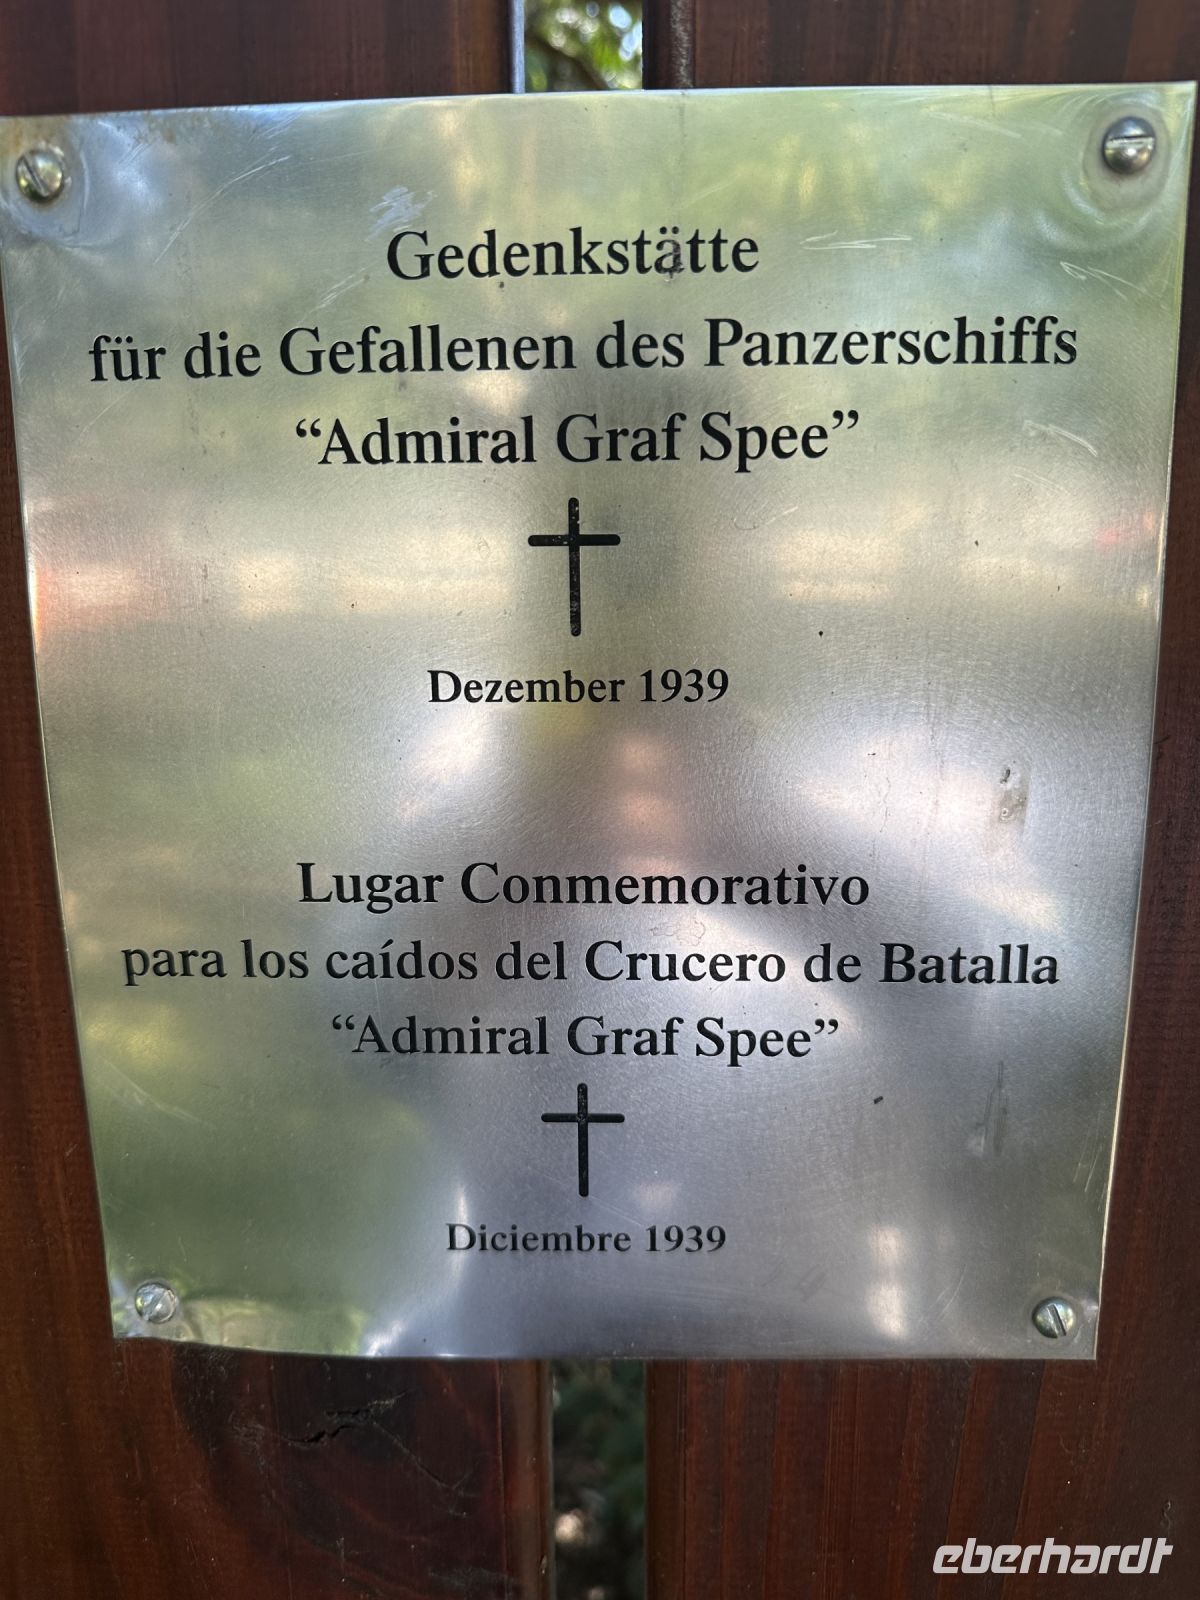 Gedenkstätte
für die Gefallenen des Panzerschiffs
“Admiral Graf Spee”
Dezember 1939
Lugar Conmemorativo
para los caídos del Crucero de Batalla
“Admiral Graf Spee”
Diciembre 1939
eberhardt